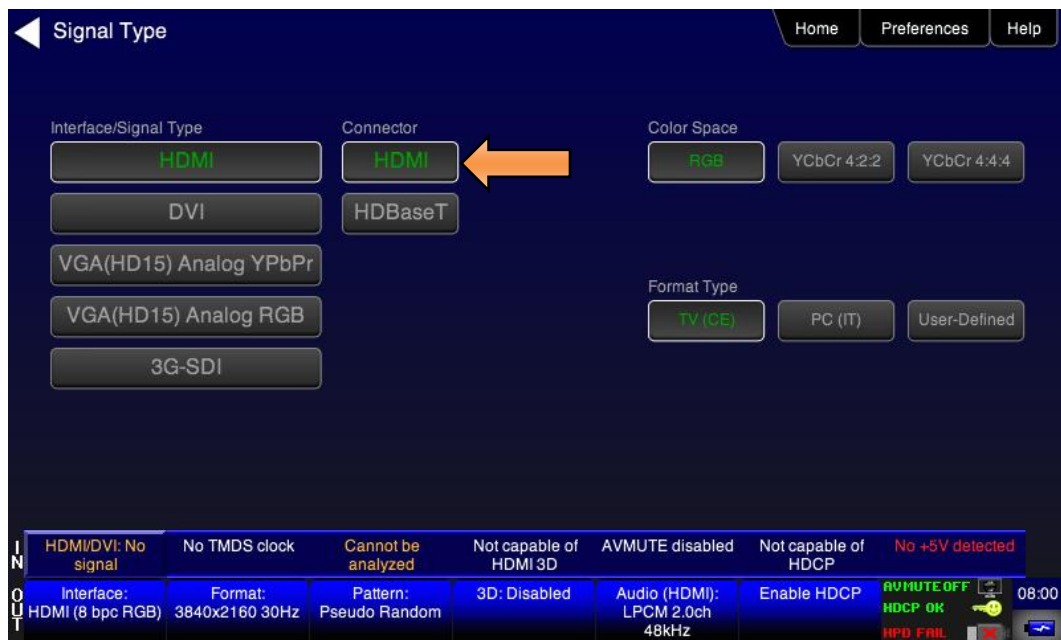 Signal Type
Home
Preferences
Help
Interface/Signal Type
Connector
Color Space
HDMI
HDMI
RGB
YCbCr 4:2:2
YCbCr 4:4:4
DVI
HDBaseT
VGA(HD15) Analog YPbPr
Format Type
VGA(HD15) Analog RGB
TV (CE)
PC (IT)
User-Defined
3G-SDI
IN
HDMI/DVI: No
signal
No TMDS clock
Cannot be
analyzed
Not capable of
HDMI 3D
AVMUTE disabled
Not capable of
HDCP
No +5V detected
OUT
Interface:
HDMI (8 bpc RGB)
Format:
3840x2160 30Hz
Pattern:
Pseudo Random
3D: Disabled
Audio (HDMI):
LPCM 2.0ch
48kHz
Enable HDCP
AVMUTE OFF
HDCP OK
HPD FAIL
08:00